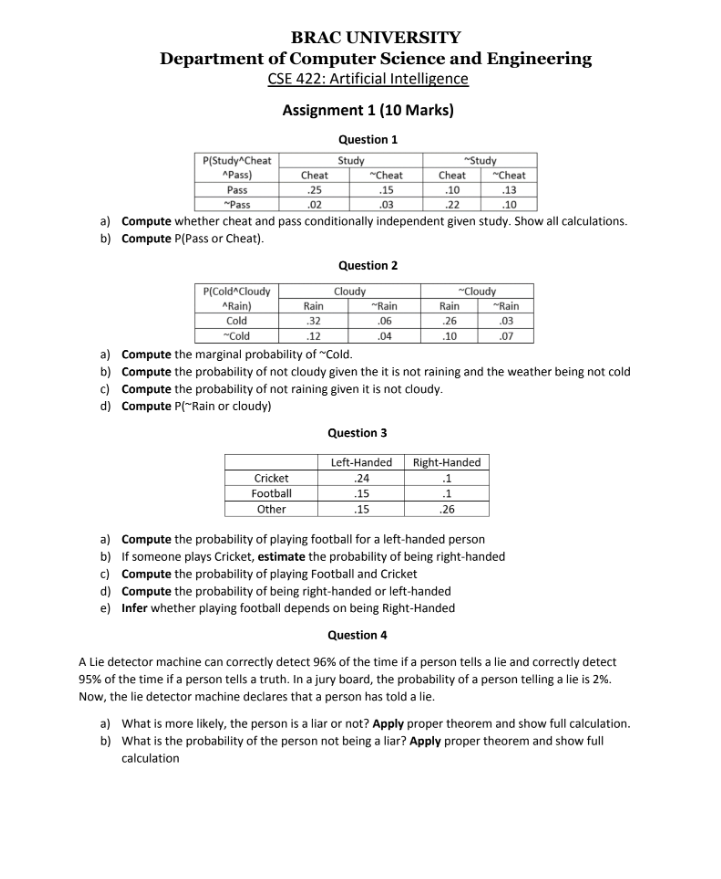 BRAC UNIVERSITY
Department of Computer Science and Engineering
CSE 422: Artificial Intelligence
Assignment 1 (10 Marks)
Question 1
P(Study^Cheat Study ~Study
^Pass) Cheat ~Cheat Cheat ~Cheat
Pass .25 .15 .10 .13
~Pass .02 .03 .22 .10
a) Compute whether cheat and pass conditionally independent given study. Show all calculations.
b) Compute P(Pass or Cheat).
Question 2
P(Cold^Cloudy Cloudy ~Cloudy
^Rain) Rain ~Rain Rain ~Rain
Cold .32 .06 .26 .03
~Cold .12 .04 .10 .07
a) Compute the marginal probability of ~Cold.
b) Compute the probability of not cloudy given the it is not raining and the weather being not cold
c) Compute the probability of not raining given it is not cloudy.
d) Compute P(~Rain or cloudy)
Question 3
Left-Handed Right-Handed
Cricket .24 .1
Football .15 .1
Other .15 .26
a) Compute the probability of playing football for a left-handed person
b) If someone plays Cricket, estimate the probability of being right-handed
c) Compute the probability of playing Football and Cricket
d) Compute the probability of being right-handed or left-handed
e) Infer whether playing football depends on being Right-Handed
Question 4
A Lie detector machine can correctly detect 96% of the time if a person tells a lie and correctly detect
95% of the time if a person tells a truth. In a jury board, the probability of a person telling a lie is 2%.
Now, the lie detector machine declares that a person has told a lie.
a) What is more likely, the person is a liar or not? Apply proper theorem and show full calculation.
b) What is the probability of the person not being a liar? Apply proper theorem and show full
calculation